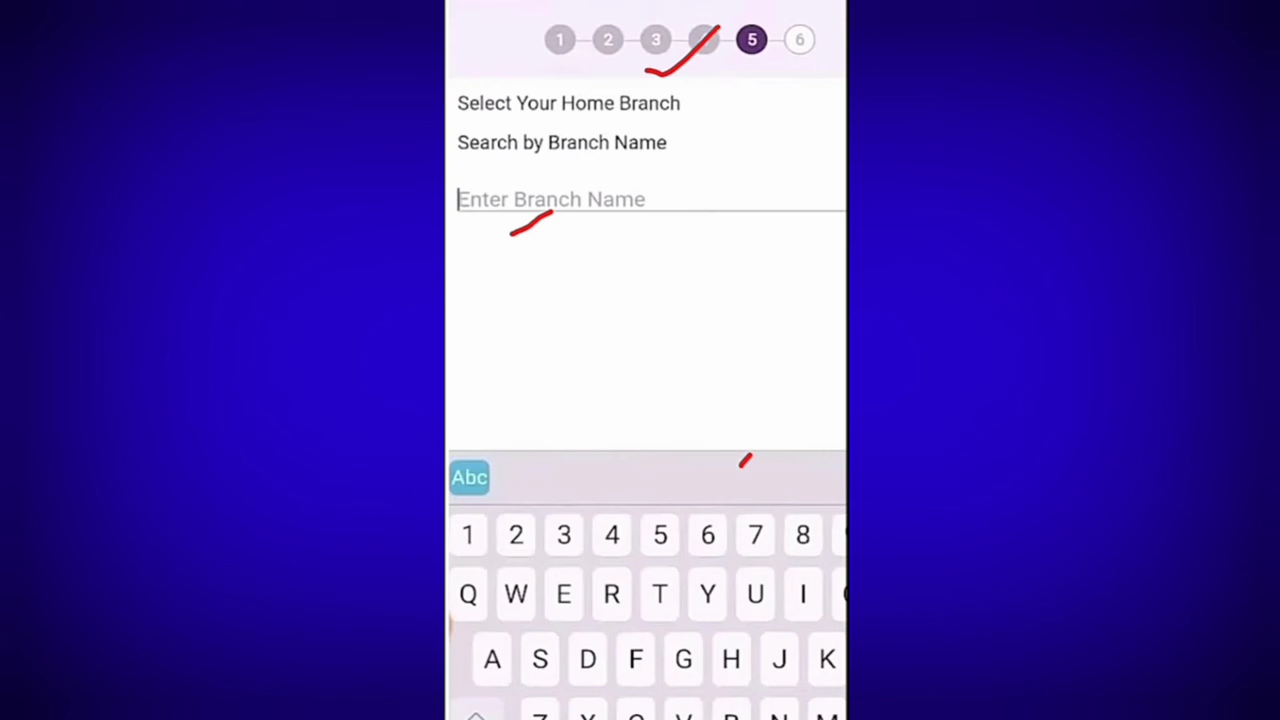 1 2 3 4 5 6
Select Your Home Branch
Search by Branch Name
Enter Branch Name
Abc
1 2 3 4 5 6 7 8
Q W E R T Y U I
A S D F G H J K